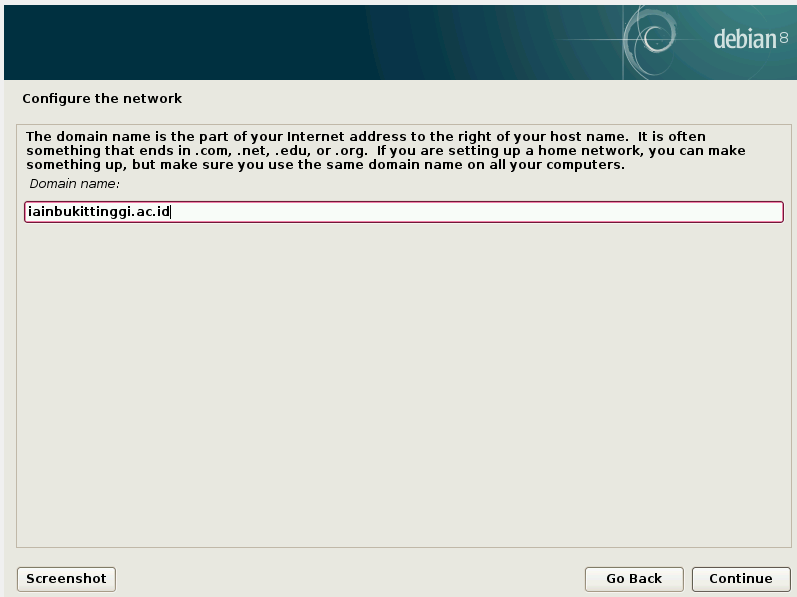 debian 8
Configure the network
The domain name is the part of your Internet address to the right of your host name.  It is often
something that ends in .com, .net, .edu, or .org.  If you are setting up a home network, you can make
something up, but make sure you use the same domain name on all your computers.
Domain name:
iainbukittinggi.ac.id
Screenshot
Go Back
Continue